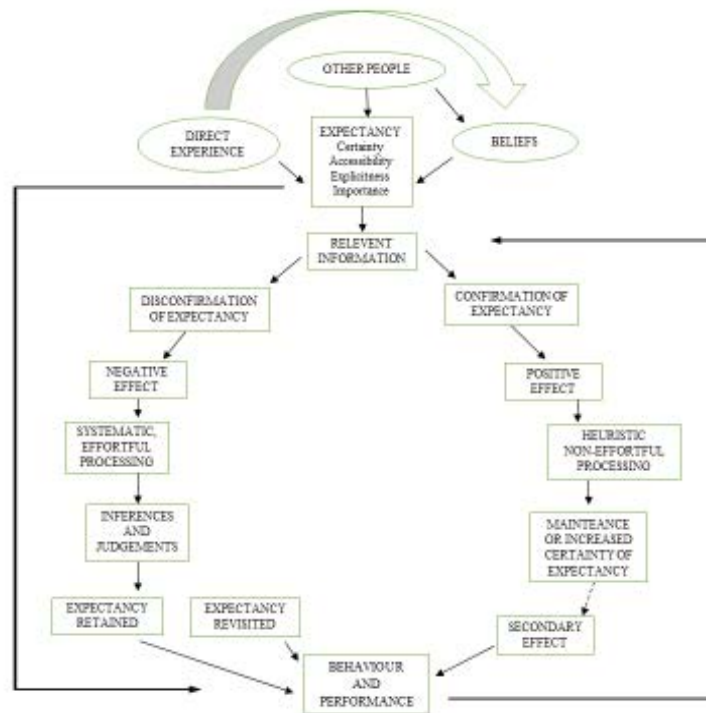 OTHER PEOPLE
DIRECT
EXPERIENCE
EXPECTANCY
Certainty
Accessibility
Explicitness
Importance
BELIEFS
RELEVENT
INFORMATION
DISCONFIRMATION
OF EXPECTANCY
CONFIRMATION OF
EXPECTANCY
NEGATIVE
EFFECT
POSITIVE
EFFECT
SYSTEMATIC,
EFFORTFUL
PROCESSING
HEURISTIC
NON-EFFORTFUL
PROCESSING
INFERENCES
AND
JUDGEMENTS
MAINTEANCE
OR INCREASED
CERTAINTY OF
EXPECTANCY
EXPECTANCY
RETAINED
EXPECTANCY
REVISITED
SECONDARY
EFFECT
BEHAVIOUR
AND
PERFORMANCE